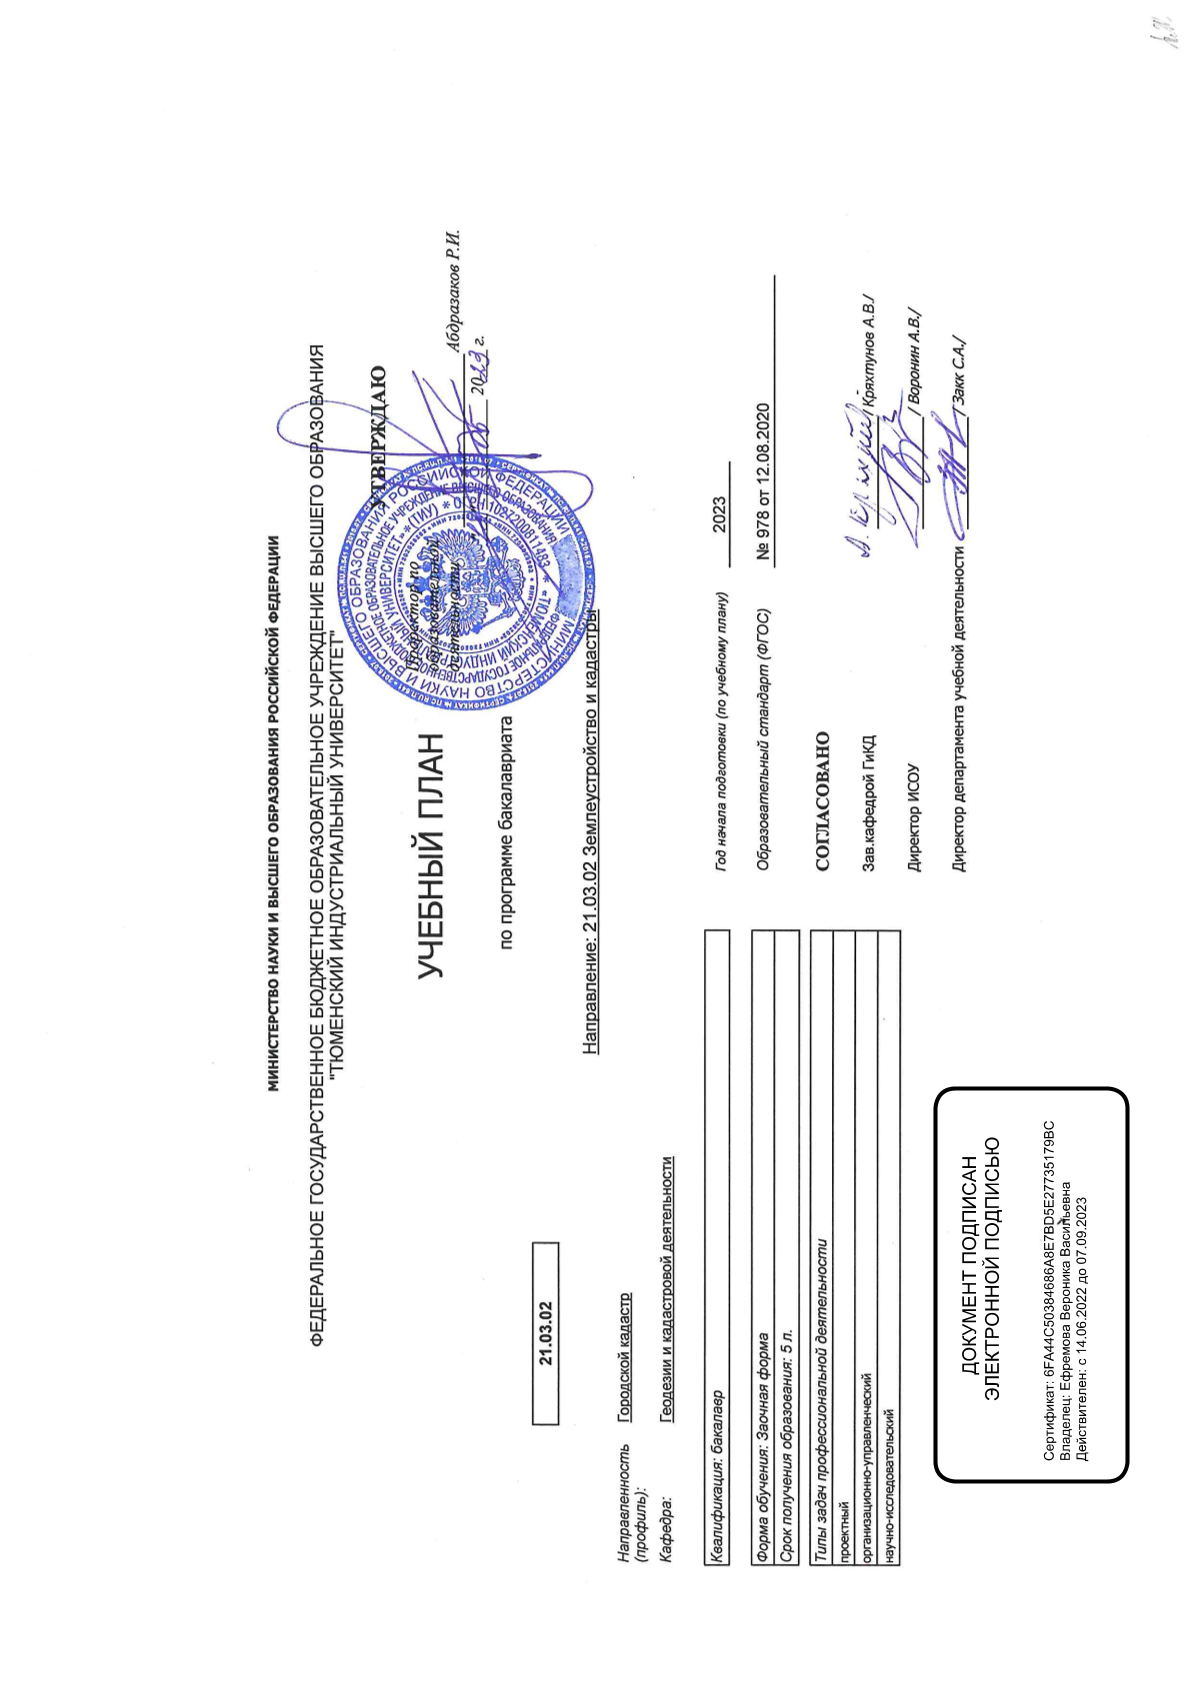 МИНИСТЕРСТВО НАУКИ И ВЫСШЕГО ОБРАЗОВАНИЯ РОССИЙСКОЙ ФЕДЕРАЦИИ
ФЕДЕРАЛЬНОЕ ГОСУДАРСТВЕННОЕ БЮДЖЕТНОЕ ОБРАЗОВАТЕЛЬНОЕ УЧРЕЖДЕНИЕ ВЫСШЕГО ОБРАЗОВАНИЯ
"ТЮМЕНСКИЙ ИНДУСТРИАЛЬНЫЙ УНИВЕРСИТЕТ"
УТВЕРЖДАЮ
Проректор по
образовательной
деятельности
Абдразаков Р.И.
05 2023 г.
УЧЕБНЫЙ ПЛАН
по программе бакалавриата
21.03.02
Направление: 21.03.02 Землеустройство и кадастры
Направленность
(профиль):
Городской кадастр
Кафедра:
Геодезии и кадастровой деятельности
Квалификация: бакалавр
Форма обучения: Заочная форма
Срок получения образования: 5 л.
Типы задач профессиональной деятельности
проектный
организационно-управленческий
научно-исследовательский
Год начала подготовки (по учебному плану)
2023
Образовательный стандарт (ФГОС)
№ 978 от 12.08.2020
СОГЛАСОВАНО
Зав.кафедрой ГиКД
/ Кряхтунов А.В./
Директор ИСОУ
/ Воронин А.В./
Директор департамента учебной деятельности
/ Закк С.А./
ДОКУМЕНТ ПОДПИСАН
ЭЛЕКТРОННОЙ ПОДПИСЬЮ
Сертификат: 6FA44C50384686A8E7BD5E27735179BC
Владелец: Ефремова Вероника Васильевна
Действителен: с 14.06.2022 до 07.09.2023